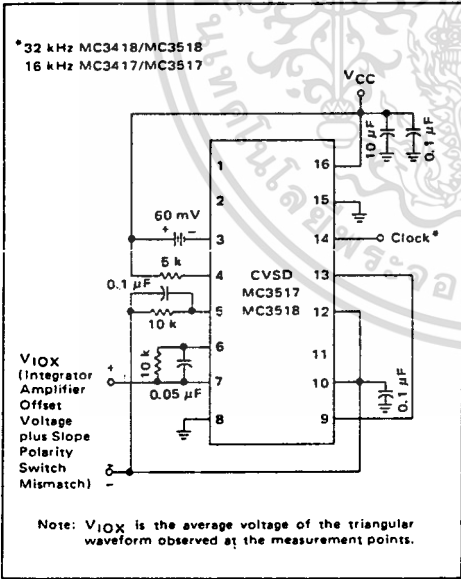 *32 kHz MC3418/MC3518
16 kHz MC3417/MC3517
VCC
10 µF
0.1 µF
1
16
2
15
60 mV
+ −
3
14
Clock*
5 k
4
CVSD
13
0.1 µF
MC3517
5
MC3518
12
10 k
6
11
10 k
VIOX
+
7
10
(Integrator
0.05 µF
0.1 µF
Amplifier
Offset
8
9
Voltage
plus Slope
Polarity
Switch
Mismatch)
−
Note: VIOX is the average voltage of the triangular
waveform observed at the measurement points.